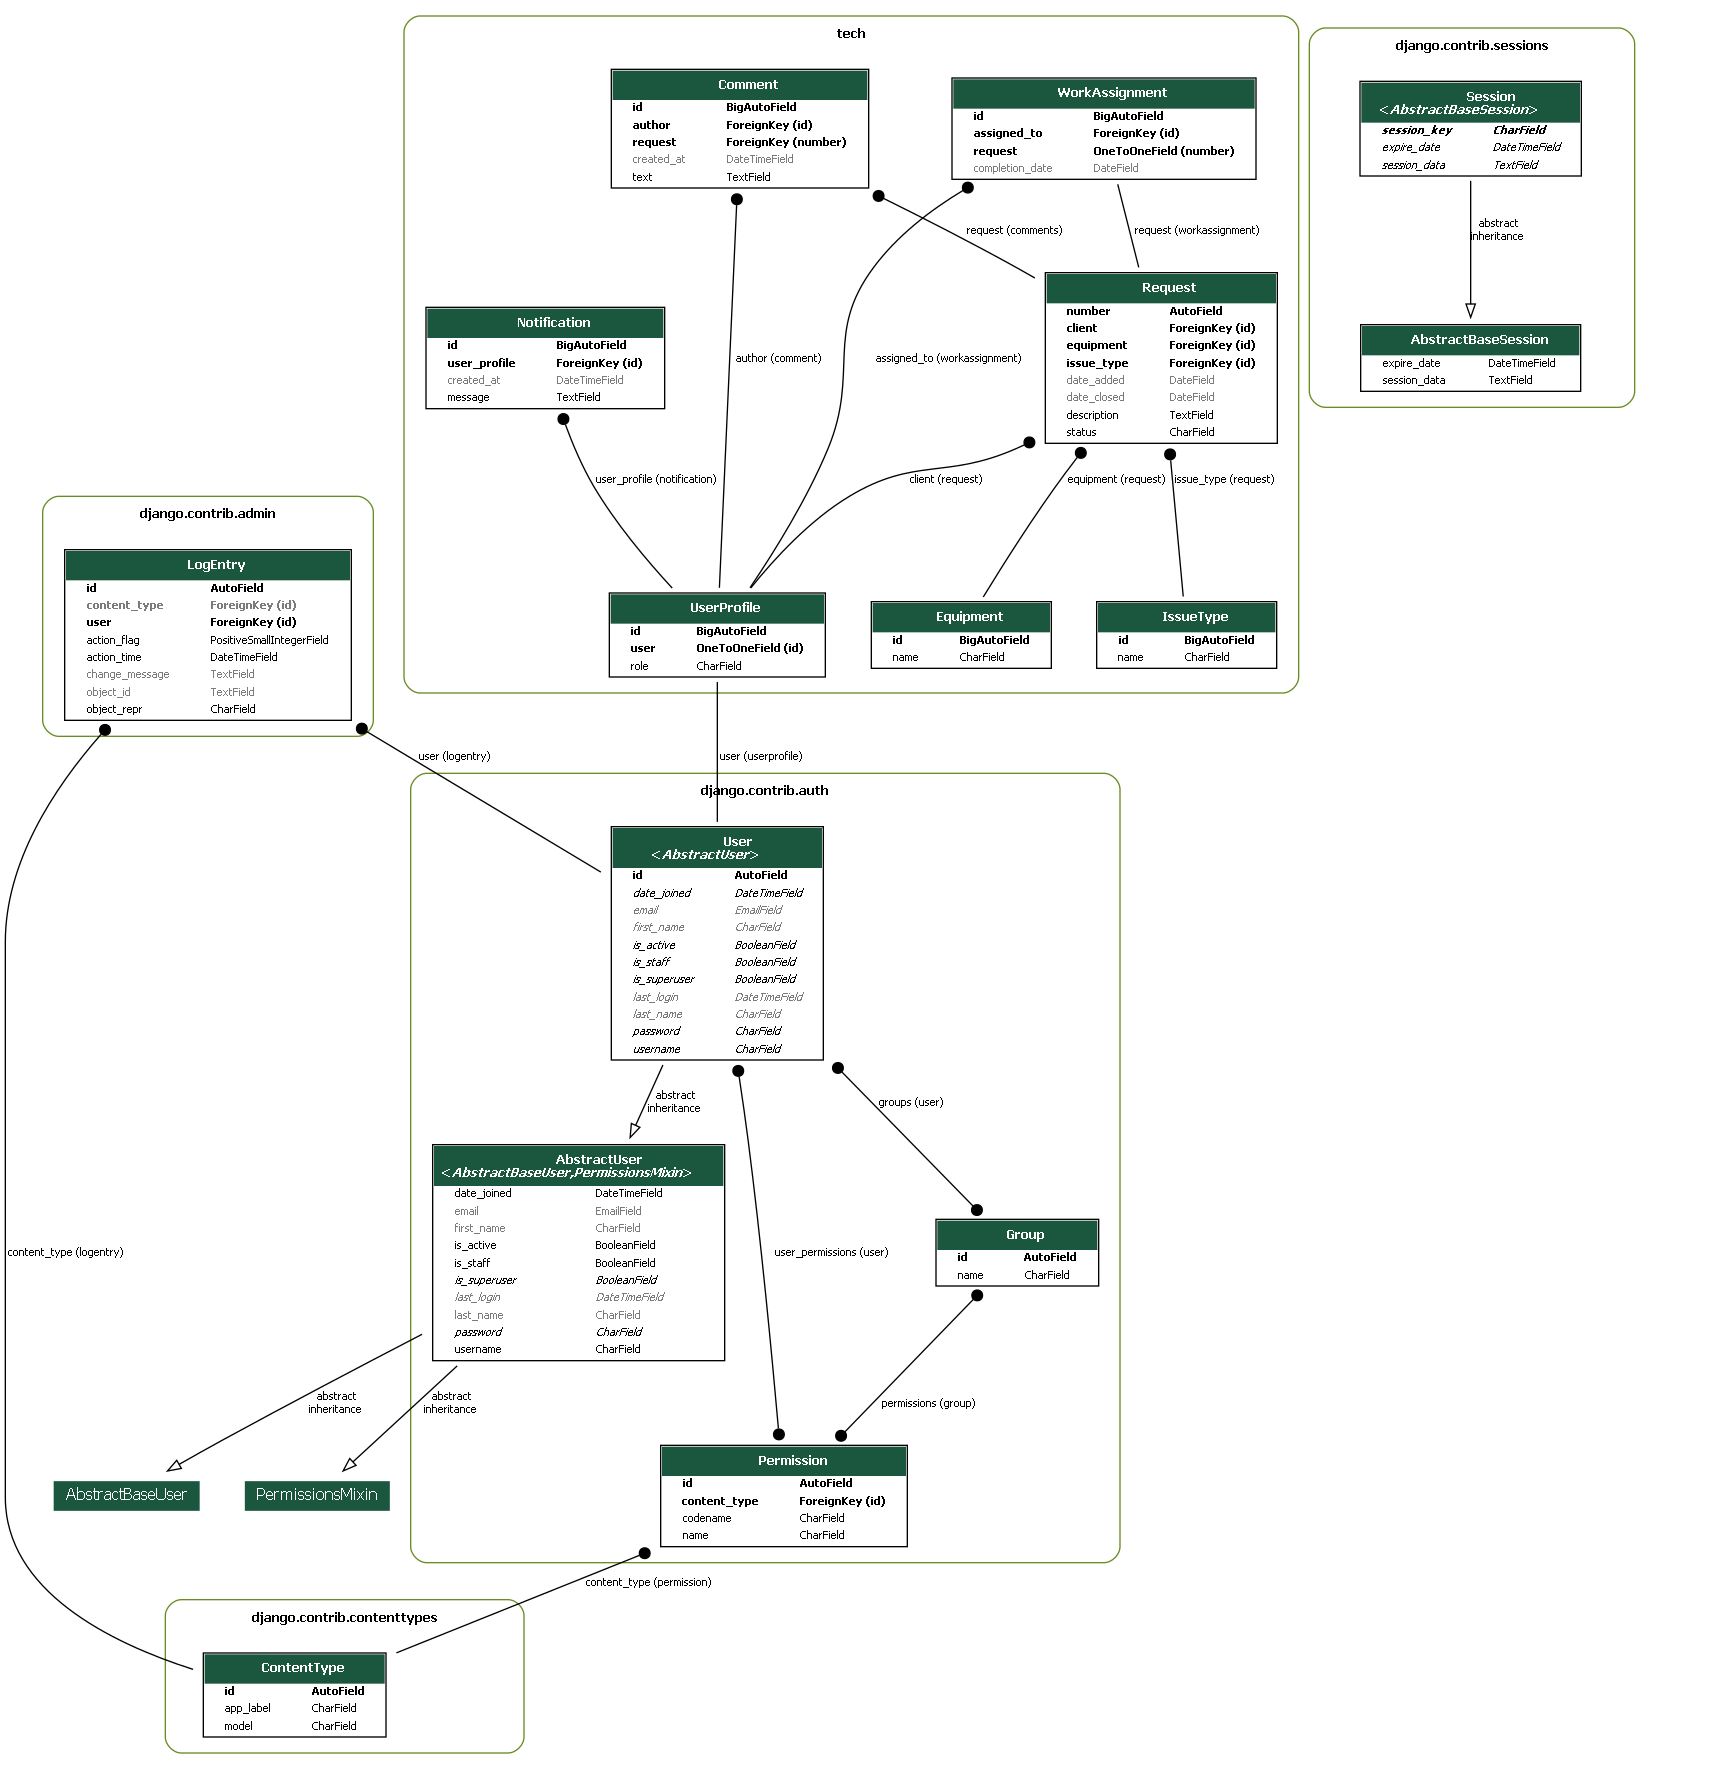 tech
Comment
id BigAutoField
author ForeignKey (id)
request ForeignKey (number)
created_at DateTimeField
text TextField
WorkAssignment
id BigAutoField
assigned_to ForeignKey (id)
request OneToOneField (number)
completion_date DateField
request (comments)
request (workassignment)
Notification
id BigAutoField
user_profile ForeignKey (id)
created_at DateTimeField
message TextField
Request
number AutoField
client ForeignKey (id)
equipment ForeignKey (id)
issue_type ForeignKey (id)
date_added DateField
date_closed DateField
description TextField
status CharField
author (comment)
assigned_to (workassignment)
user_profile (notification)
client (request)
equipment (request)
issue_type (request)
UserProfile
id BigAutoField
user OneToOneField (id)
role CharField
Equipment
id BigAutoField
name CharField
IssueType
id BigAutoField
name CharField
django.contrib.sessions
Session
<AbstractBaseSession>
session_key CharField
expire_date DateTimeField
session_data TextField
abstract
inheritance
AbstractBaseSession
expire_date DateTimeField
session_data TextField
django.contrib.admin
LogEntry
id AutoField
content_type ForeignKey (id)
user ForeignKey (id)
action_flag PositiveSmallIntegerField
action_time DateTimeField
change_message TextField
object_id TextField
object_repr CharField
user (logentry)
user (userprofile)
django.contrib.auth
User
<AbstractUser>
id AutoField
date_joined DateTimeField
email EmailField
first_name CharField
is_active BooleanField
is_staff BooleanField
is_superuser BooleanField
last_login DateTimeField
last_name CharField
password CharField
username CharField
abstract
inheritance
groups (user)
AbstractUser
<AbstractBaseUser,PermissionsMixin>
date_joined DateTimeField
email EmailField
first_name CharField
is_active BooleanField
is_staff BooleanField
is_superuser BooleanField
last_login DateTimeField
last_name CharField
password CharField
username CharField
content_type (logentry)
user_permissions (user)
Group
id AutoField
name CharField
abstract
inheritance
abstract
inheritance
permissions (group)
AbstractBaseUser
PermissionsMixin
Permission
id AutoField
content_type ForeignKey (id)
codename CharField
name CharField
content_type (permission)
django.contrib.contenttypes
ContentType
id AutoField
app_label CharField
model CharField